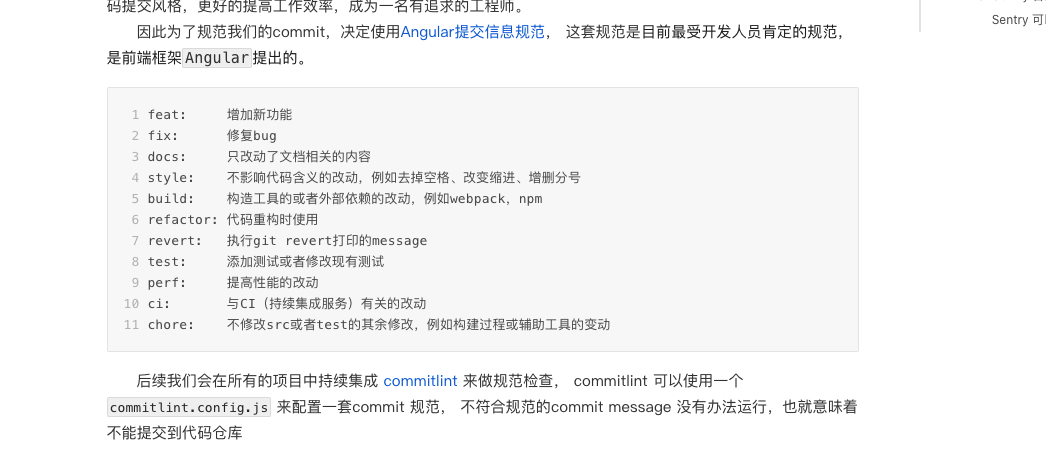 码提交风格，更好的提高工作效率，成为一名有追求的工程师。
因此为了规范我们的commit，决定使用Angular提交信息规范， 这套规范是目前最受开发人员肯定的规范，
是前端框架Angular提出的。
1 feat: 增加新功能
2 fix: 修复bug
3 docs: 只改动了文档相关的内容
4 style: 不影响代码含义的改动，例如去掉空格、改变缩进、增删分号
5 build: 构造工具的或者外部依赖的改动，例如webpack，npm
6 refactor: 代码重构时使用
7 revert: 执行git revert打印的message
8 test: 添加测试或者修改现有测试
9 perf: 提高性能的改动
10 ci: 与CI（持续集成服务）有关的改动
11 chore: 不修改src或者test的其余修改，例如构建过程或辅助工具的变动
后续我们会在所有的项目中持续集成 commitlint 来做规范检查， commitlint 可以使用一个
commitlint.config.js 来配置一套commit 规范， 不符合规范的commit message 没有办法运行，也就意味着
不能提交到代码仓库
Sentry 可